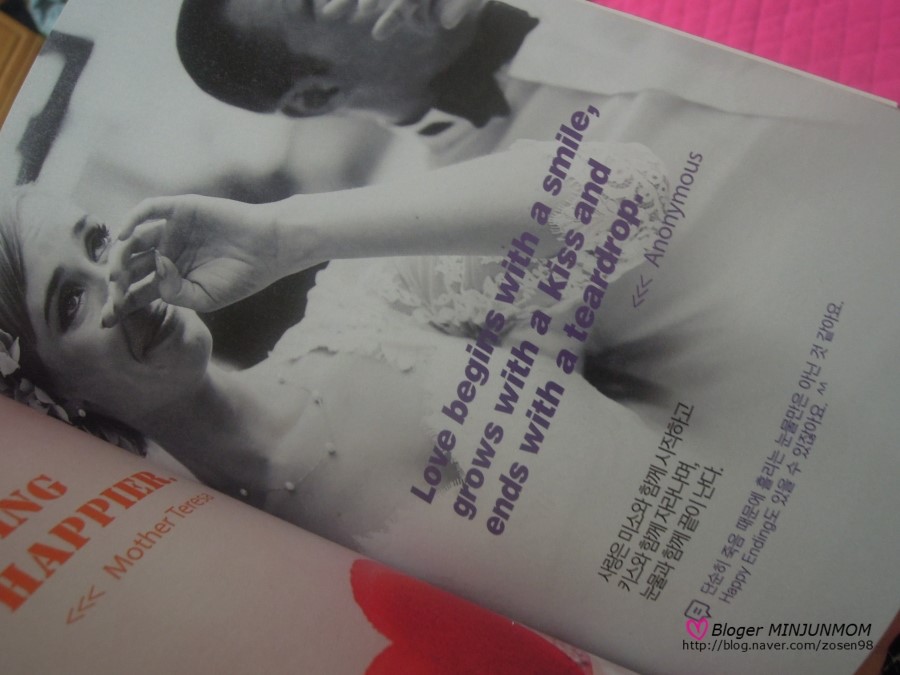 Love begins with a smile,
grows with a kiss and
ends with a teardrop.
<<< Anonymous
사랑은 미소와 함께 시작하고
키스와 함께 자라나며,
눈물과 함께 끝이 난다.
단순히 죽음 때문에 흘리는 눈물만은 아닌 것 같아요.
Happy Ending도 있을 수 있잖아요. ^^
ING
HAPPIER.
<<< Mother Teresa
Bloger MINJUNMOM
http://blog.naver.com/zosen98